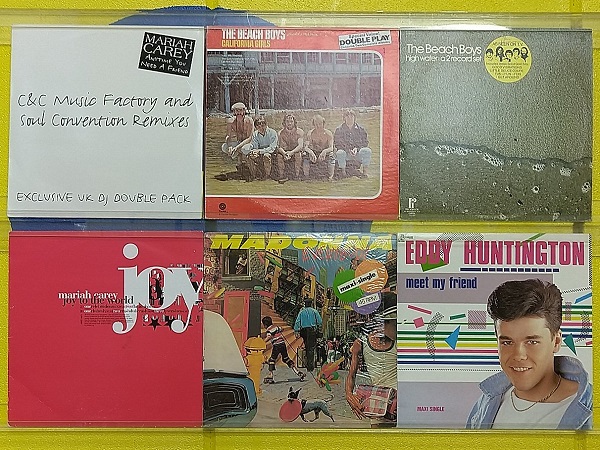 MARIAH
CAREY
ANYTIME YOU
NEED A FRIEND
C&C Music Factory and
Soul Convention Remixes
EXCLUSIVE UK DJ DOUBLE PACK
THE BEACH BOYS
CALIFORNIA GIRLS
DOUBLE PLAY
The Beach Boys
high water · a 2 record set
joy
mariah carey
joy to the world
MADONNA
maxi-single
45 RPM
EDDY HUNTINGTON
meet my friend
MAXI SINGLE